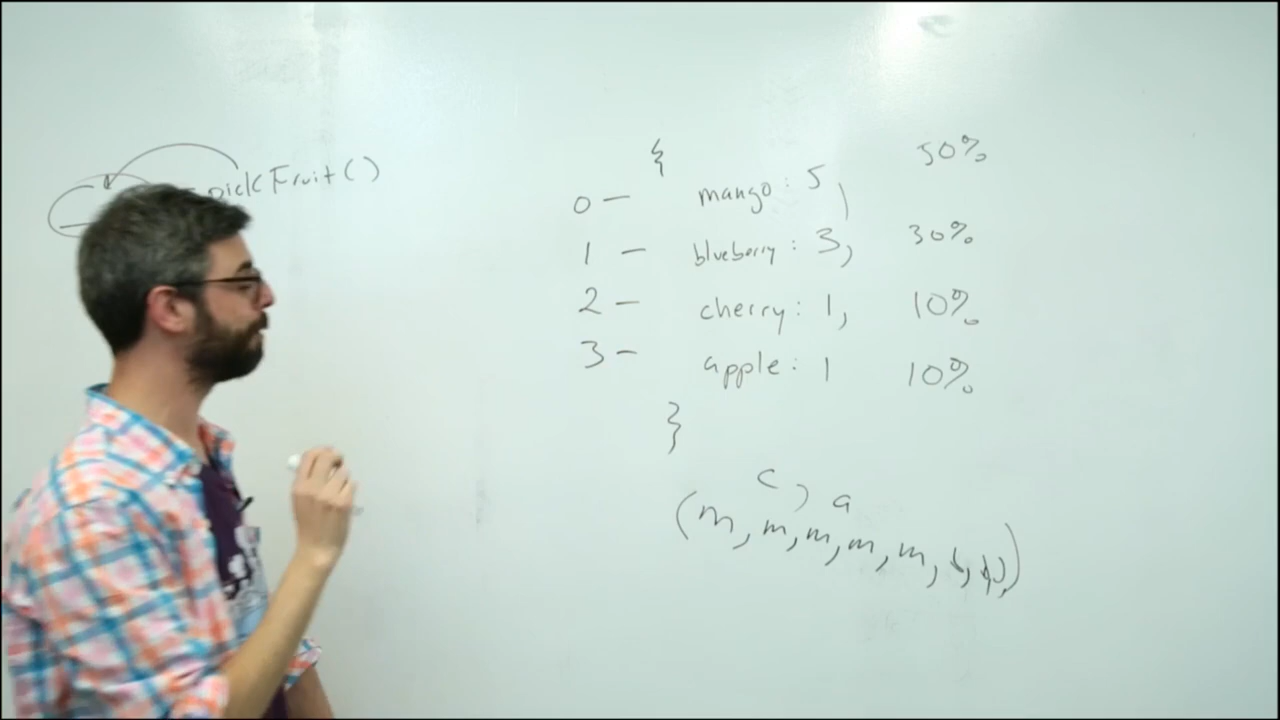 pickFruit()
{ 50%
0 — mango : 5 ,
1 — blueberry : 3, 30%
2 — cherry : 1, 10%
3 — apple : 1 10%
}
c , a
(m, m, m, m, m, b, b,)